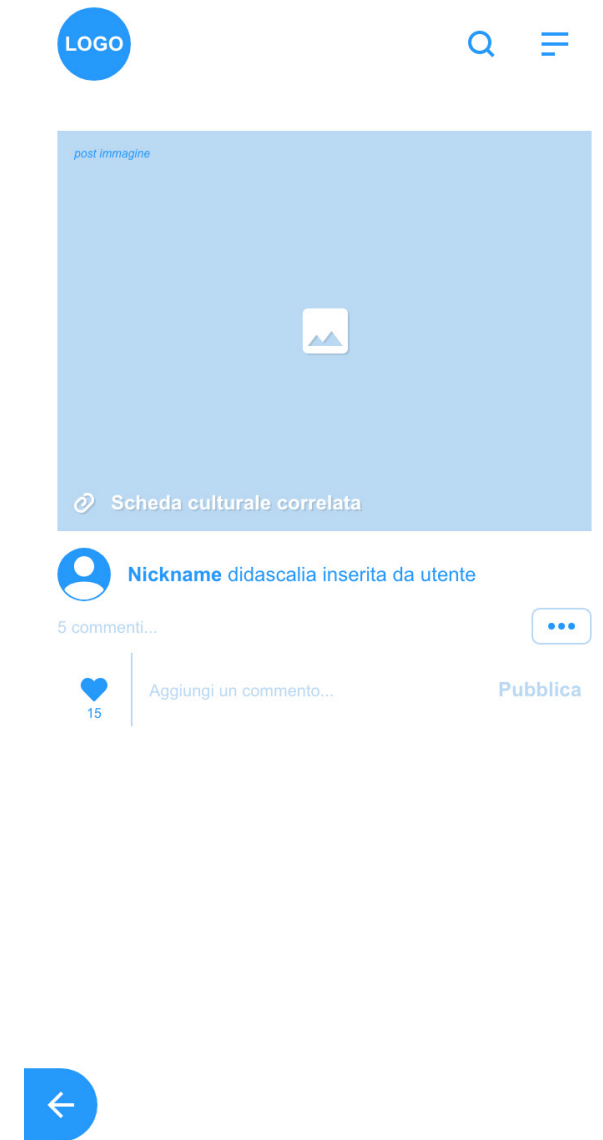 LOGO
post immagine
Scheda culturale correlata
Nickname didascalia inserita da utente
5 commenti...
15
Aggiungi un commento... Pubblica